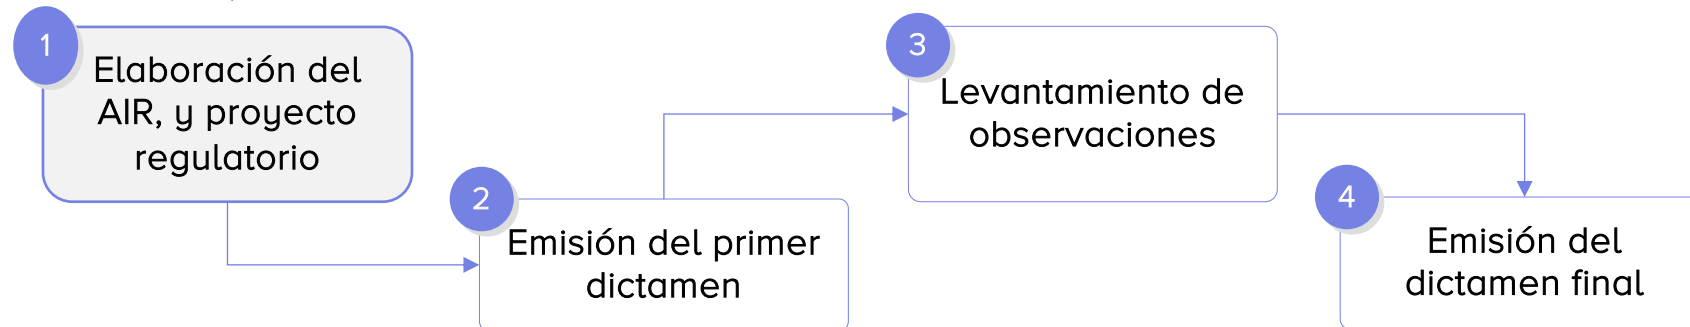 1
Elaboración del
AIR, y proyecto
regulatorio
2
Emisión del primer
dictamen
3
Levantamiento de
observaciones
4
Emisión del
dictamen final